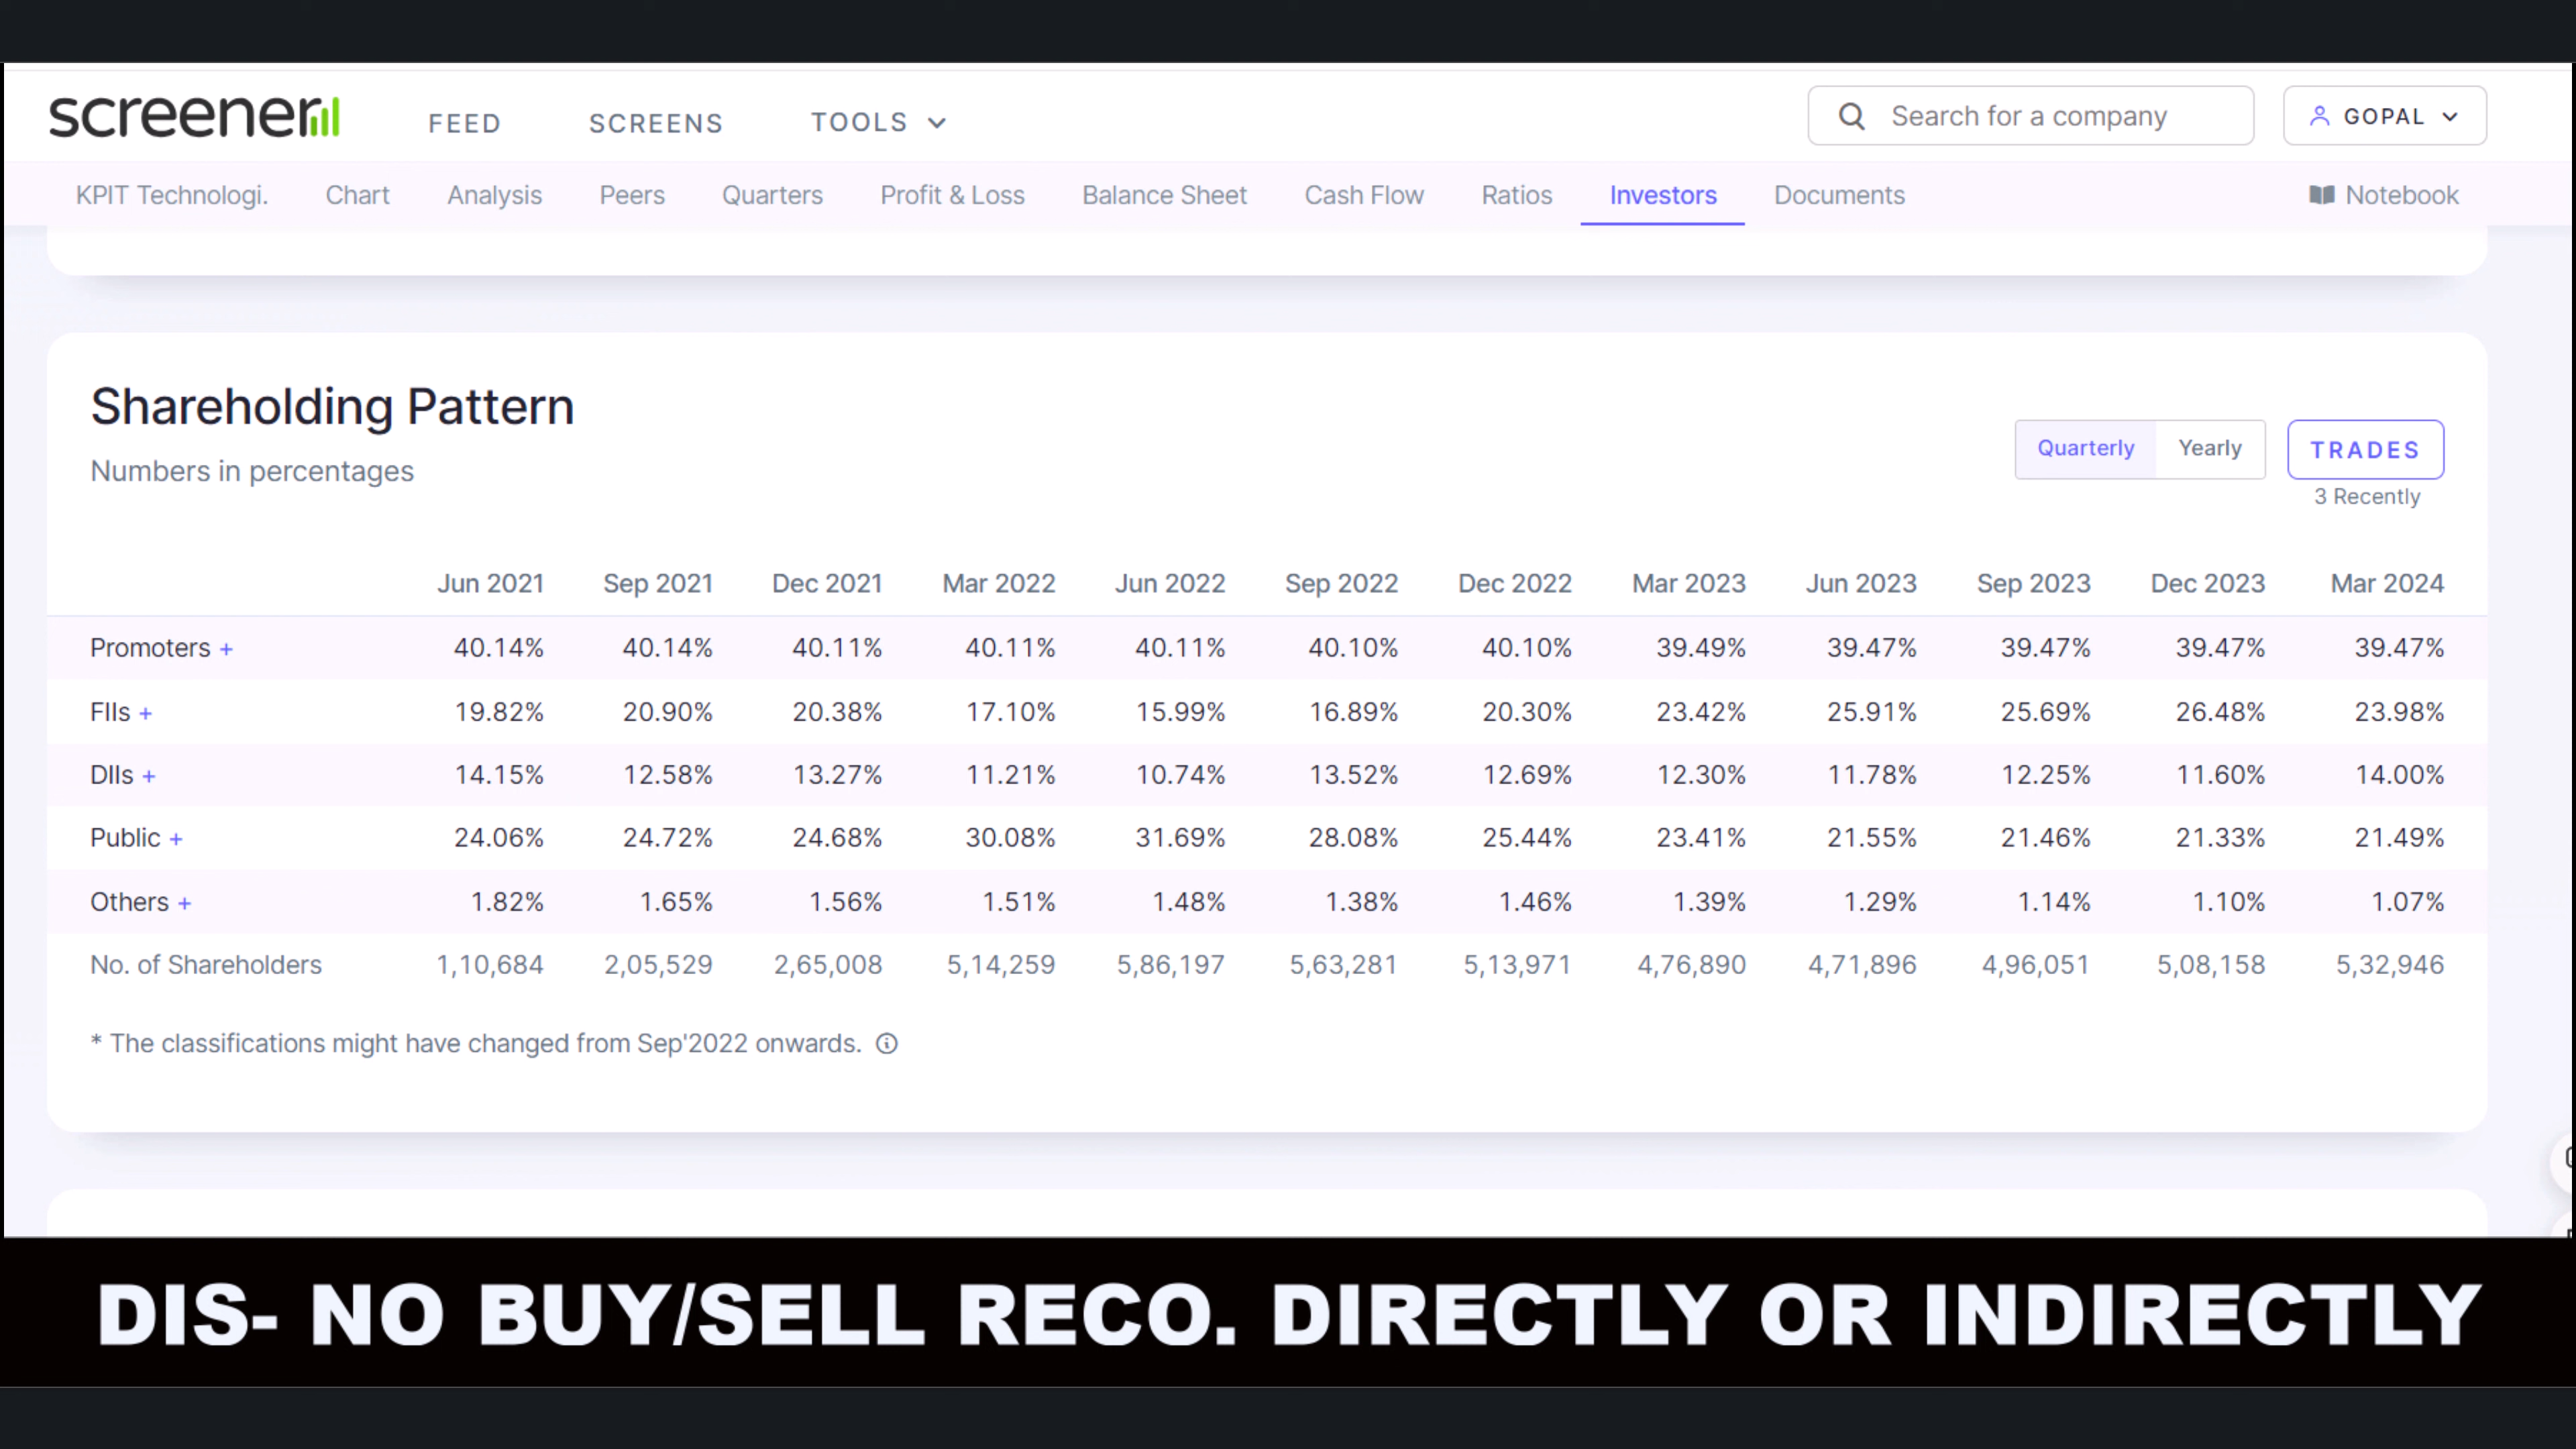 screener FEED SCREENS TOOLS Search for a company GOPAL
KPIT Technologi. Chart Analysis Peers Quarters Profit & Loss Balance Sheet Cash Flow Ratios Investors Documents Notebook
Shareholding Pattern
Numbers in percentages
Quarterly Yearly TRADES
3 Recently
Jun 2021 Sep 2021 Dec 2021 Mar 2022 Jun 2022 Sep 2022 Dec 2022 Mar 2023 Jun 2023 Sep 2023 Dec 2023 Mar 2024
Promoters + 40.14% 40.14% 40.11% 40.11% 40.11% 40.10% 40.10% 39.49% 39.47% 39.47% 39.47% 39.47%
FIIs + 19.82% 20.90% 20.38% 17.10% 15.99% 16.89% 20.30% 23.42% 25.91% 25.69% 26.48% 23.98%
DIIs + 14.15% 12.58% 13.27% 11.21% 10.74% 13.52% 12.69% 12.30% 11.78% 12.25% 11.60% 14.00%
Public + 24.06% 24.72% 24.68% 30.08% 31.69% 28.08% 25.44% 23.41% 21.55% 21.46% 21.33% 21.49%
Others + 1.82% 1.65% 1.56% 1.51% 1.48% 1.38% 1.46% 1.39% 1.29% 1.14% 1.10% 1.07%
No. of Shareholders 1,10,684 2,05,529 2,65,008 5,14,259 5,86,197 5,63,281 5,13,971 4,76,890 4,71,896 4,96,051 5,08,158 5,32,946
* The classifications might have changed from Sep'2022 onwards.
DIS- NO BUY/SELL RECO. DIRECTLY OR INDIRECTLY